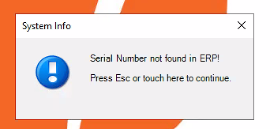 System Info
Serial Number not found in ERP!
Press Esc or touch here to continue.